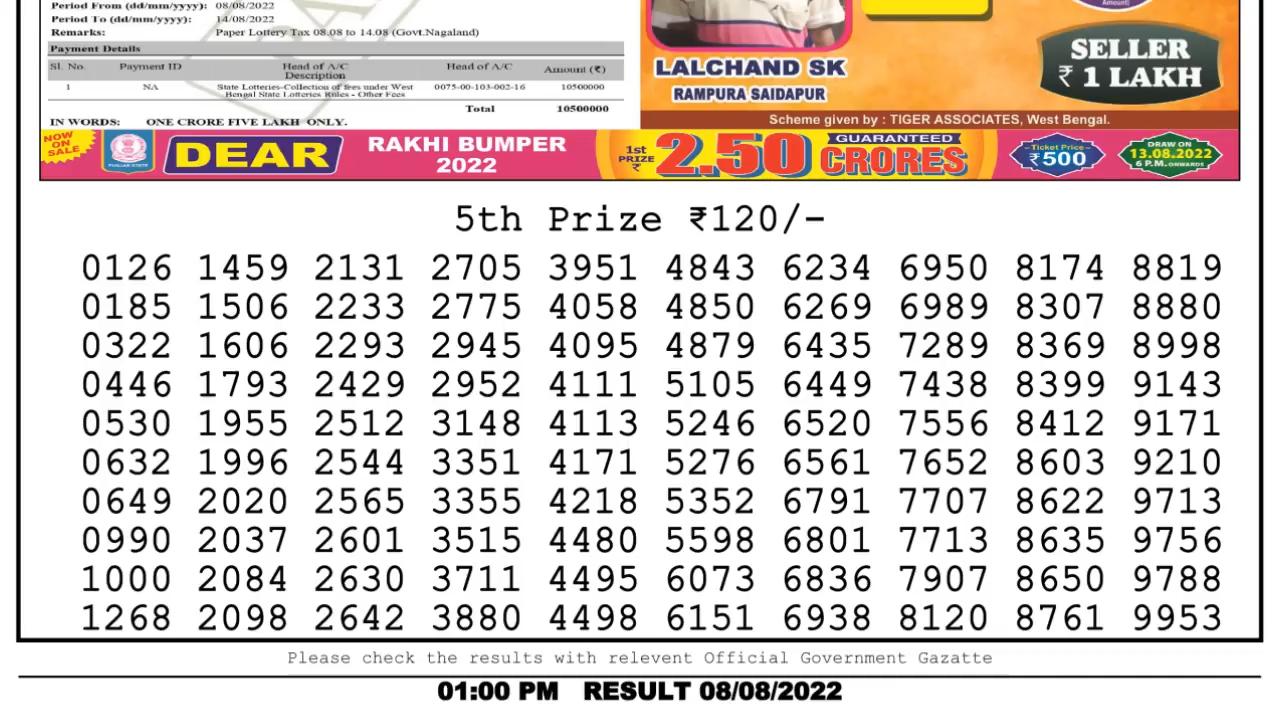 Period From (dd/mm/yyyy): 08/08/2022
Period To (dd/mm/yyyy): 14/08/2022
Remarks: Paper Lottery Tax 08.08 to 14.08 (Govt.Nagaland)
Payment Details
Sl. No. Payment ID Head of A/C Description Head of A/C Amount (₹)
1 NA State Lotteries-Collection of fees under West 0075-00-103-002-16 10500000
Bengal State Lotteries Rules - Other Fees
Total 10500000
IN WORDS: ONE CRORE FIVE LAKH ONLY.
Amount)
LALCHAND SK
RAMPURA SAIDAPUR
SELLER
₹ 1 LAKH
Scheme given by : TIGER ASSOCIATES, West Bengal.
NOW ON SALE
PUNJAB STATE
DEAR
RAKHI BUMPER
2022
1st PRIZE ₹
2.50
GUARANTEED
CRORES
Ticket Price
₹500
DRAW ON
13.08.2022
6 P.M. ONWARDS
5th Prize ₹120/-
0126 1459 2131 2705 3951 4843 6234 6950 8174 8819
0185 1506 2233 2775 4058 4850 6269 6989 8307 8880
0322 1606 2293 2945 4095 4879 6435 7289 8369 8998
0446 1793 2429 2952 4111 5105 6449 7438 8399 9143
0530 1955 2512 3148 4113 5246 6520 7556 8412 9171
0632 1996 2544 3351 4171 5276 6561 7652 8603 9210
0649 2020 2565 3355 4218 5352 6791 7707 8622 9713
0990 2037 2601 3515 4480 5598 6801 7713 8635 9756
1000 2084 2630 3711 4495 6073 6836 7907 8650 9788
1268 2098 2642 3880 4498 6151 6938 8120 8761 9953
Please check the results with relevent Official Government Gazatte
01:00 PM RESULT 08/08/2022